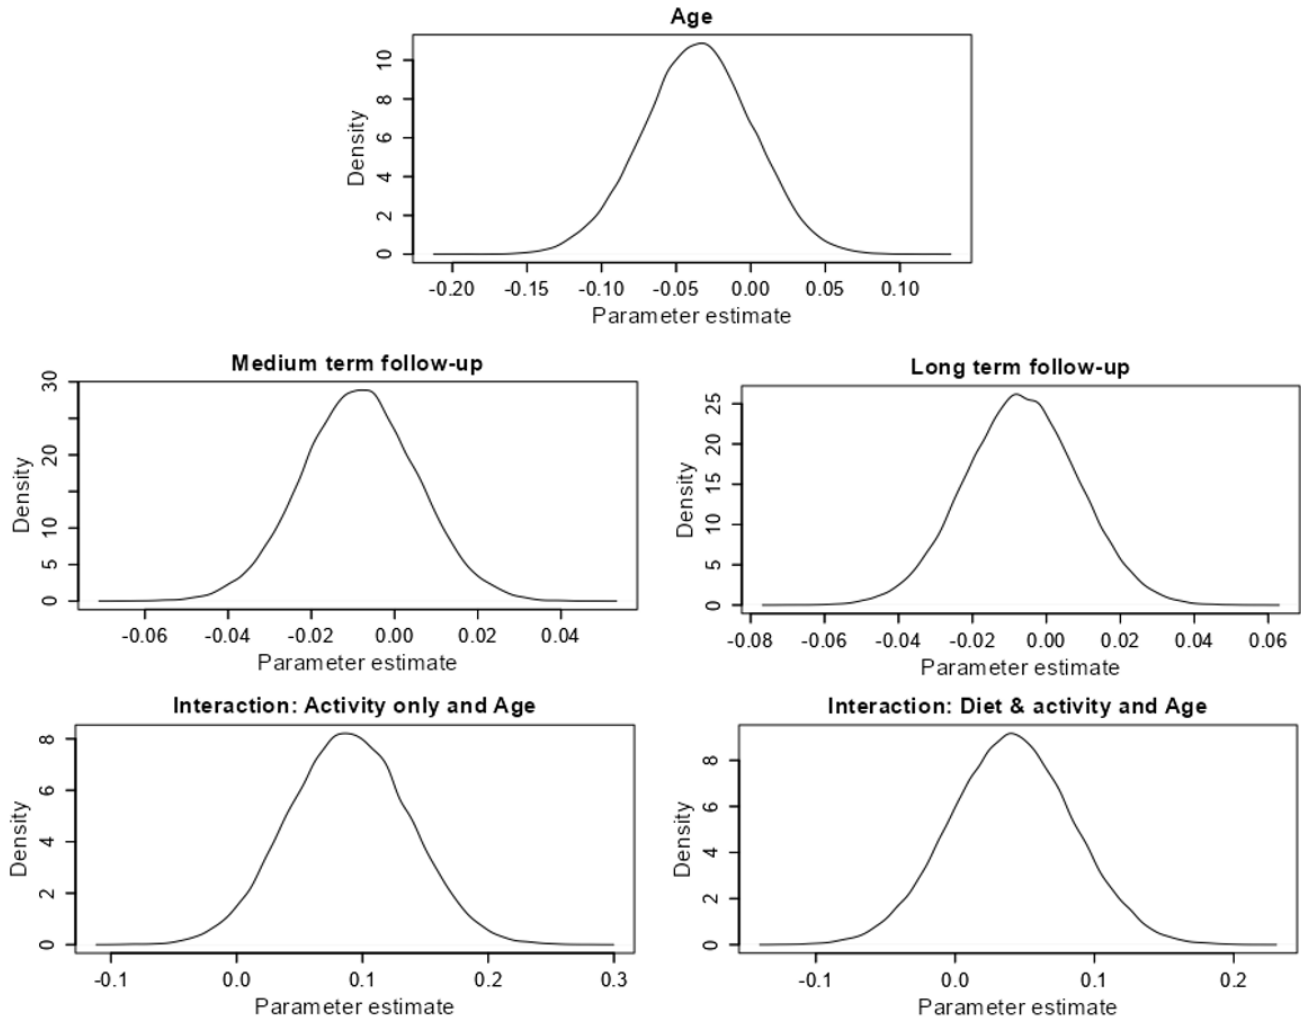 Age
Density
0 2 4 6 8 10
-0.20 -0.15 -0.10 -0.05 0.00 0.05 0.10
Parameter estimate
Medium term follow-up
Density
0 5 10 20 30
-0.06 -0.04 -0.02 0.00 0.02 0.04
Parameter estimate
Long term follow-up
Density
0 5 10 15 20 25
-0.08 -0.06 -0.04 -0.02 0.00 0.02 0.04 0.06
Parameter estimate
Interaction: Activity only and Age
Density
0 2 4 6 8
-0.1 0.0 0.1 0.2 0.3
Parameter estimate
Interaction: Diet & activity and Age
Density
0 2 4 6 8
-0.1 0.0 0.1 0.2
Parameter estimate